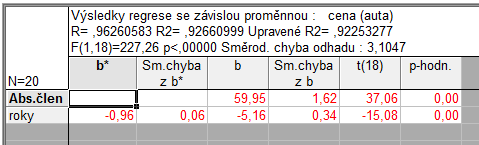 Výsledky regrese se závislou proměnnou : cena (auta)
R= ,96260583 R2= ,92660999 Upravené R2= ,92253277
F(1,18)=227,26 p<,00000 Směrod. chyba odhadu : 3,1047
N=20 b* Sm.chyba z b* b Sm.chyba z b t(18) p-hodn.
Abs.člen 59,95 1,62 37,06 0,00
roky -0,96 0,06 -5,16 0,34 -15,08 0,00